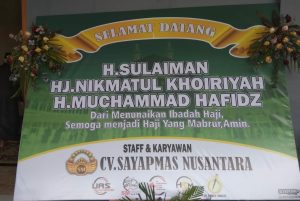 SELAMAT DATANG
H.SULAIMAN
HJ.NIKMATUL KHOIRIYAH
H.MUCHAMMAD HAFIDZ
Dari Menunaikan Ibadah Haji,
Semoga menjadi Haji Yang Mabrur,Amin.
STAFF & KARYAWAN
CV.SAYAPMAS NUSANTARA